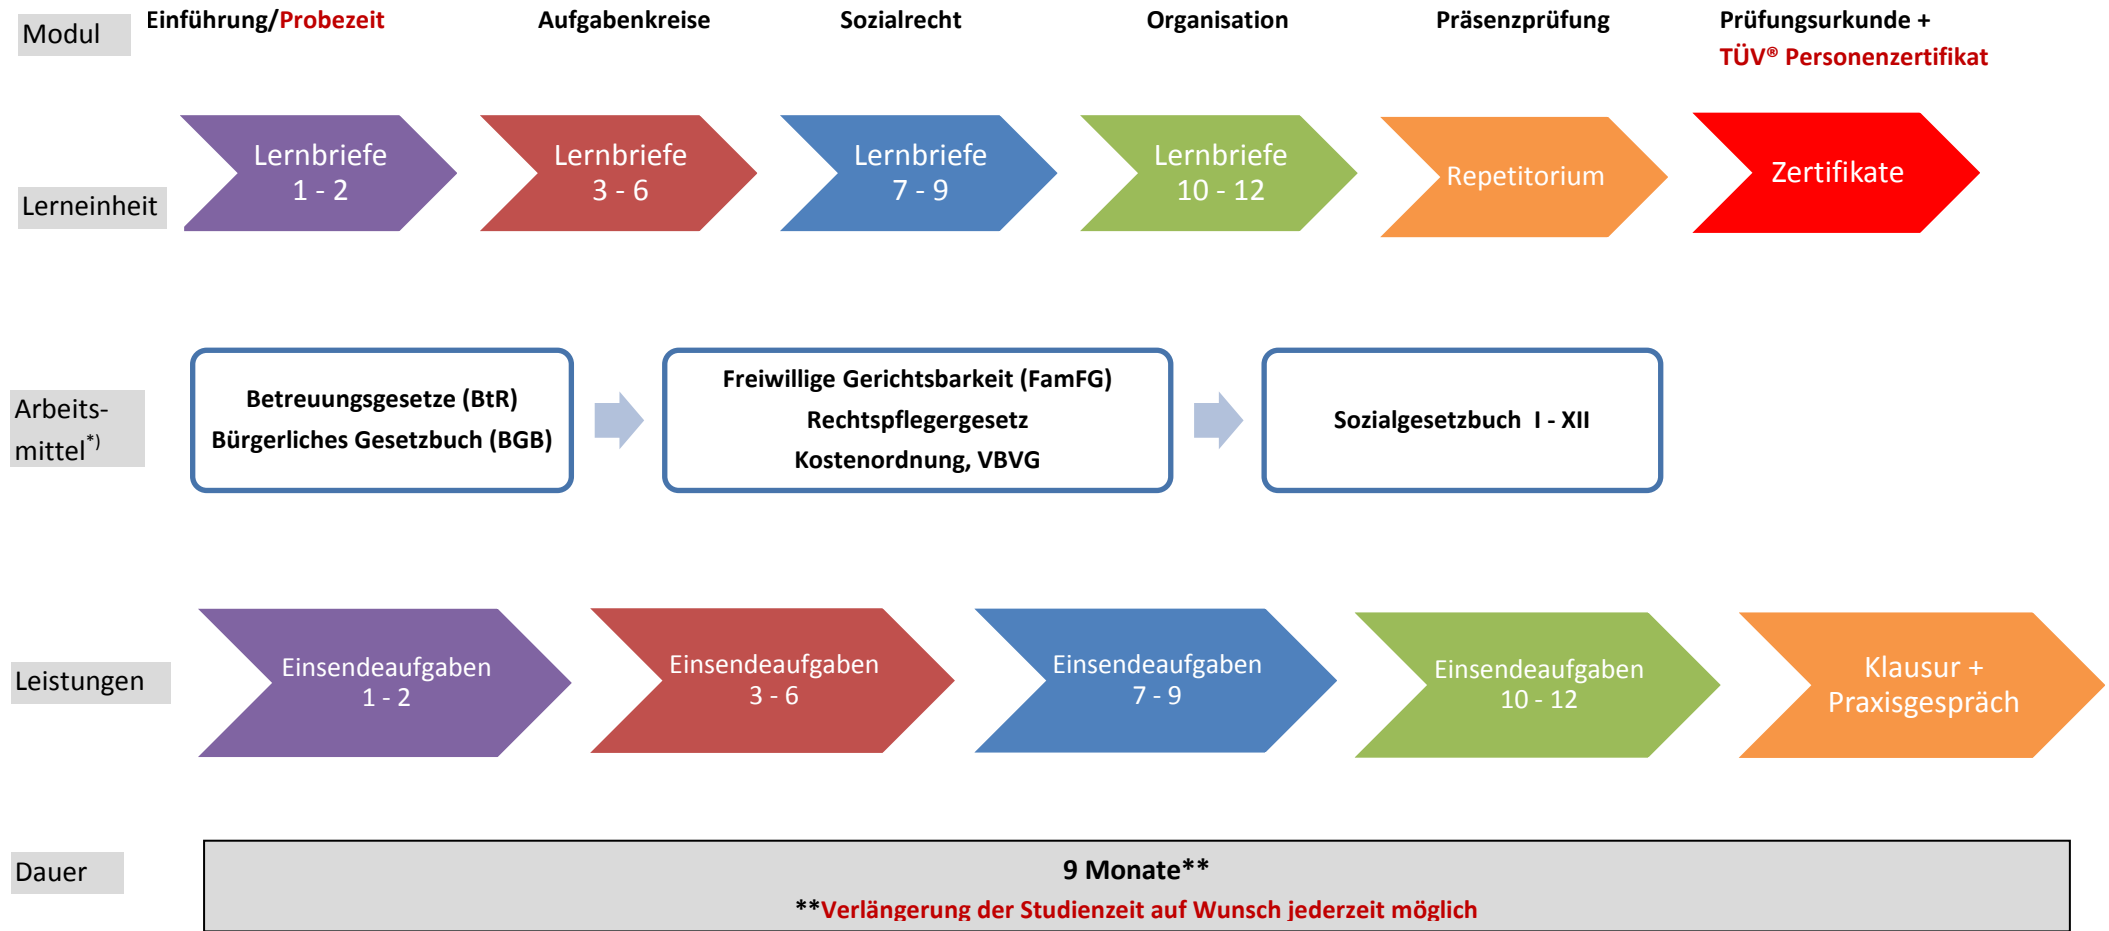 Modul
Einführung/Probezeit
Aufgabenkreise
Sozialrecht
Organisation
Präsenzprüfung
Prüfungsurkunde +
TÜV® Personenzertifikat
Lerneinheit
Lernbriefe
1 - 2
Lernbriefe
3 - 6
Lernbriefe
7 - 9
Lernbriefe
10 - 12
Repetitorium
Zertifikate
Arbeits-
mittel*)
Betreuungsgesetze (BtR)
Bürgerliches Gesetzbuch (BGB)
Freiwillige Gerichtsbarkeit (FamFG)
Rechtspflegergesetz
Kostenordnung, VBVG
Sozialgesetzbuch I - XII
Leistungen
Einsendeaufgaben
1 - 2
Einsendeaufgaben
3 - 6
Einsendeaufgaben
7 - 9
Einsendeaufgaben
10 - 12
Klausur +
Praxisgespräch
Dauer
9 Monate**
**Verlängerung der Studienzeit auf Wunsch jederzeit möglich